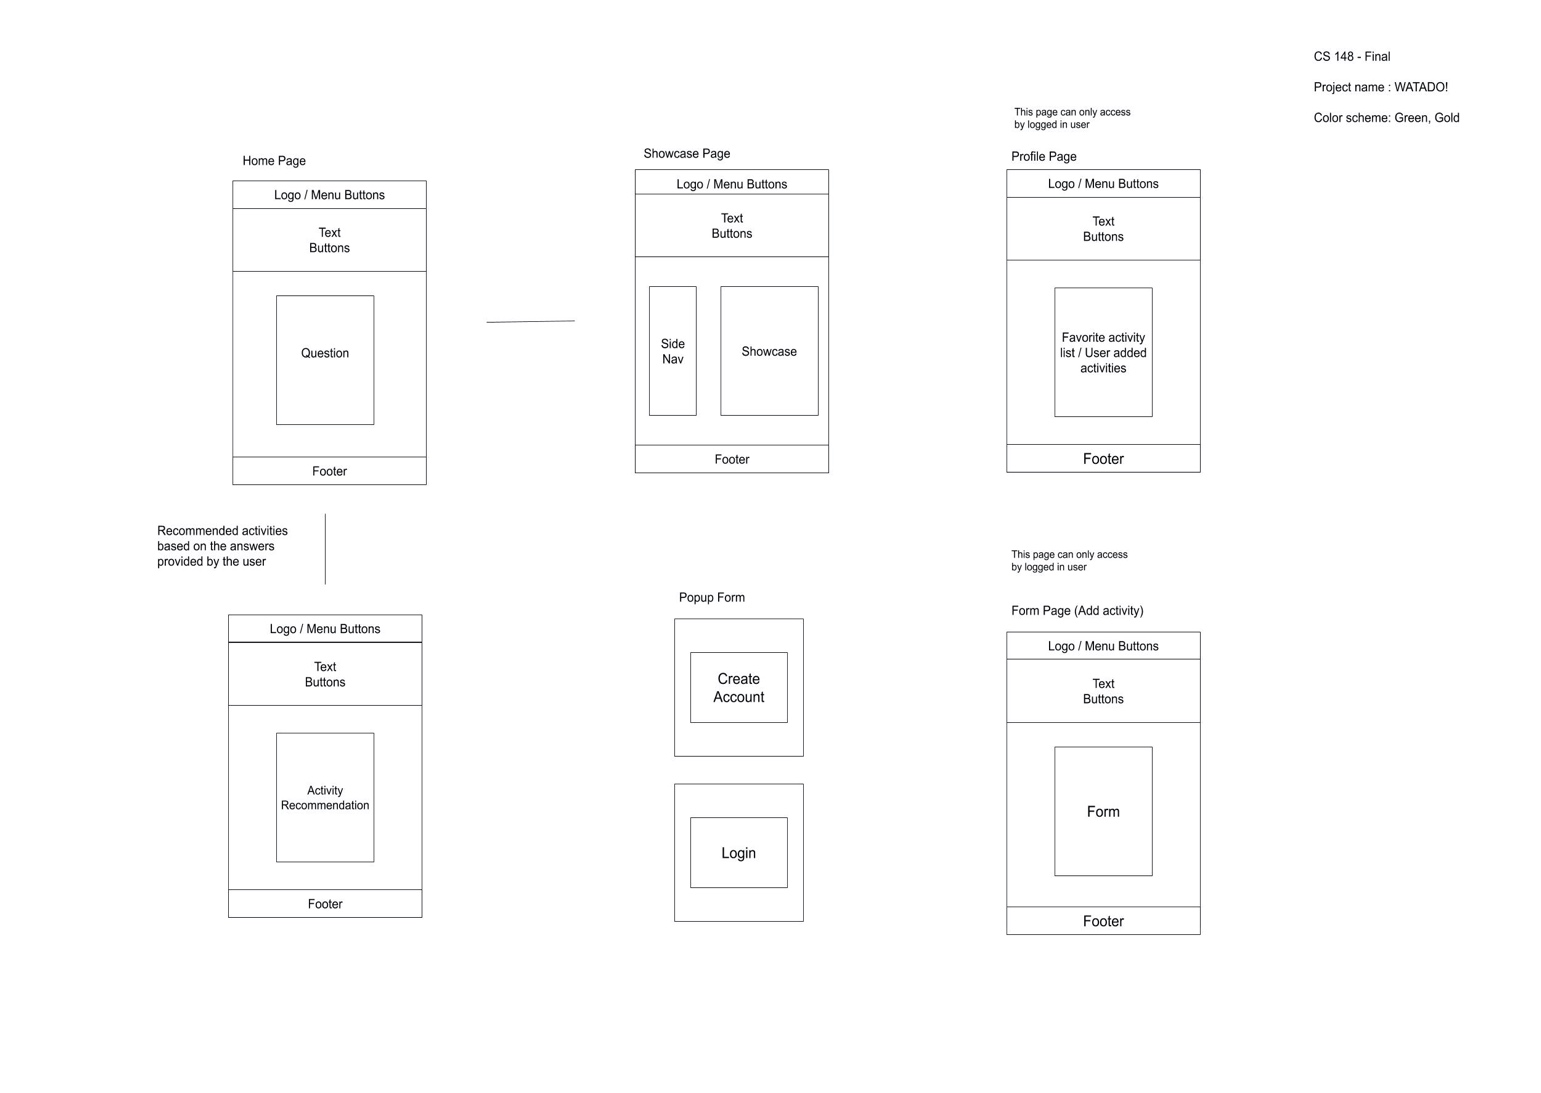 CS 148 - Final
Project name : WATADO!
Color scheme: Green, Gold
Home Page
Logo / Menu Buttons
Text
Buttons
Question
Footer
Showcase Page
Logo / Menu Buttons
Text
Buttons
Side
Nav
Showcase
Footer
This page can only access
by logged in user
Profile Page
Logo / Menu Buttons
Text
Buttons
Favorite activity
list / User added
activities
Footer
Recommended activities
based on the answers
provided by the user
Logo / Menu Buttons
Text
Buttons
Activity
Recommendation
Footer
Popup Form
Create
Account
Login
This page can only access
by logged in user
Form Page (Add activity)
Logo / Menu Buttons
Text
Buttons
Form
Footer